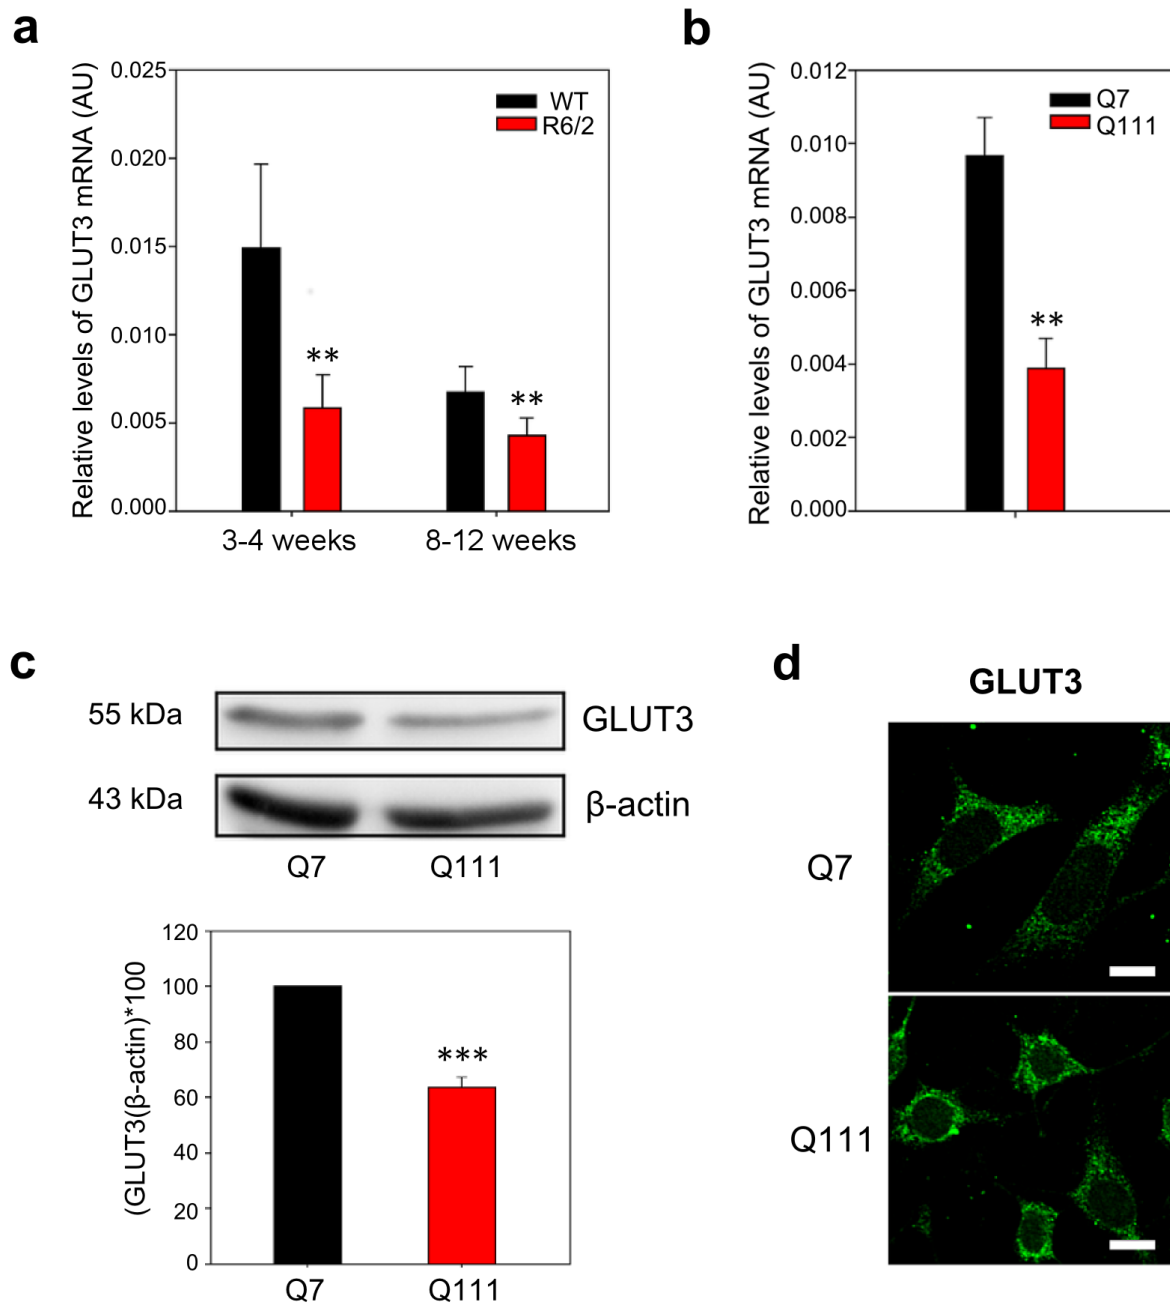 a
Relative levels of GLUT3 mRNA (AU)
0.025
0.020
0.015
0.010
0.005
0.000
WT
R6/2
**
**
3-4 weeks
8-12 weeks
b
Relative levels of GLUT3 mRNA (AU)
0.012
0.010
0.008
0.006
0.004
0.002
0.000
Q7
Q111
**
c
55 kDa
GLUT3
43 kDa
β-actin
Q7
Q111
(GLUT3(β-actin)*100
120
100
80
60
40
20
0
***
Q7
Q111
d
GLUT3
Q7
Q111